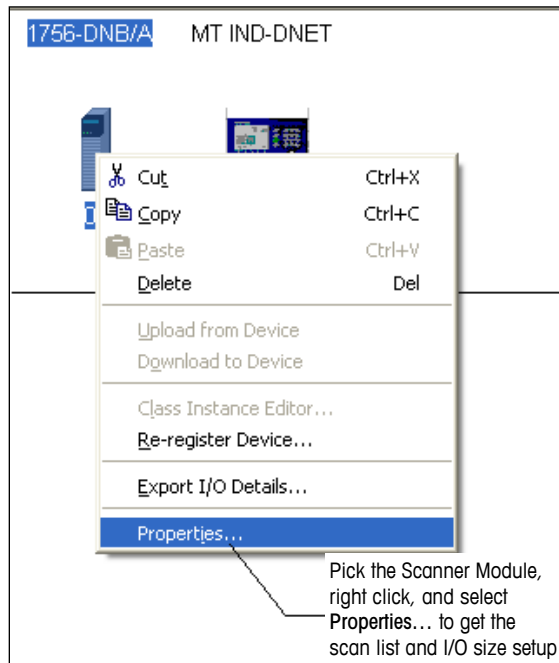 1756-DNB/A MT IND-DNET
Cut Ctrl+X
Copy Ctrl+C
Paste Ctrl+V
Delete Del
Upload from Device
Download to Device
Class Instance Editor...
Re-register Device...
Export I/O Details...
Properties...
Pick the Scanner Module,
right click, and select
Properties... to get the
scan list and I/O size setup